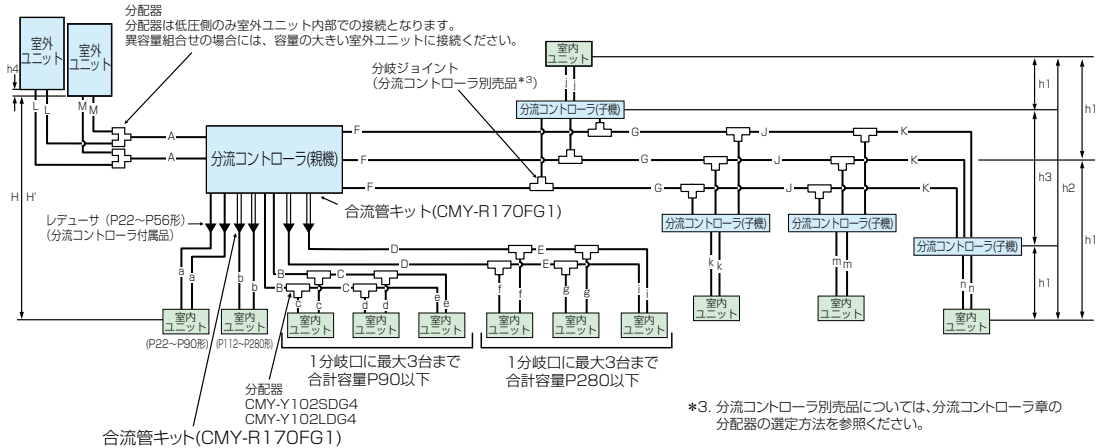 分配器
分配器は低圧側のみ室外ユニット内部での接続となります。
異容量組合せの場合には、容量の大きい室外ユニットに接続ください。
室外
ユニット
室外
ユニット
h4
L
L
M
M
A
A
H
H'
分流コントローラ(親機)
分岐ジョイント
(分流コントローラ別売品*3)
室内
ユニット
j
j
分流コントローラ(子機)
F
F
F
G
G
G
J
J
J
K
K
K
h1
h1
h3
h2
h1
h1
合流管キット(CMY-R170FG1)
レデューサ (P22~P56形)
(分流コントローラ付属品)
分流コントローラ(子機)
分流コントローラ(子機)
分流コントローラ(子機)
a
a
b
b
B
B
C
C
D
D
E
E
c
c
d
d
e
e
f
f
g
g
i
i
k
k
m
m
n
n
室内
ユニット
室内
ユニット
室内
ユニット
室内
ユニット
室内
ユニット
室内
ユニット
室内
ユニット
室内
ユニット
室内
ユニット
室内
ユニット
室内
ユニット
(P22~P90形)
(P112~P280形)
1分岐口に最大3台まで
合計容量P90以下
1分岐口に最大3台まで
合計容量P280以下
分配器
CMY-Y102SDG4
CMY-Y102LDG4
合流管キット(CMY-R170FG1)
*3. 分流コントローラ別売品については、分流コントローラ章の
分配器の選定方法を参照ください。